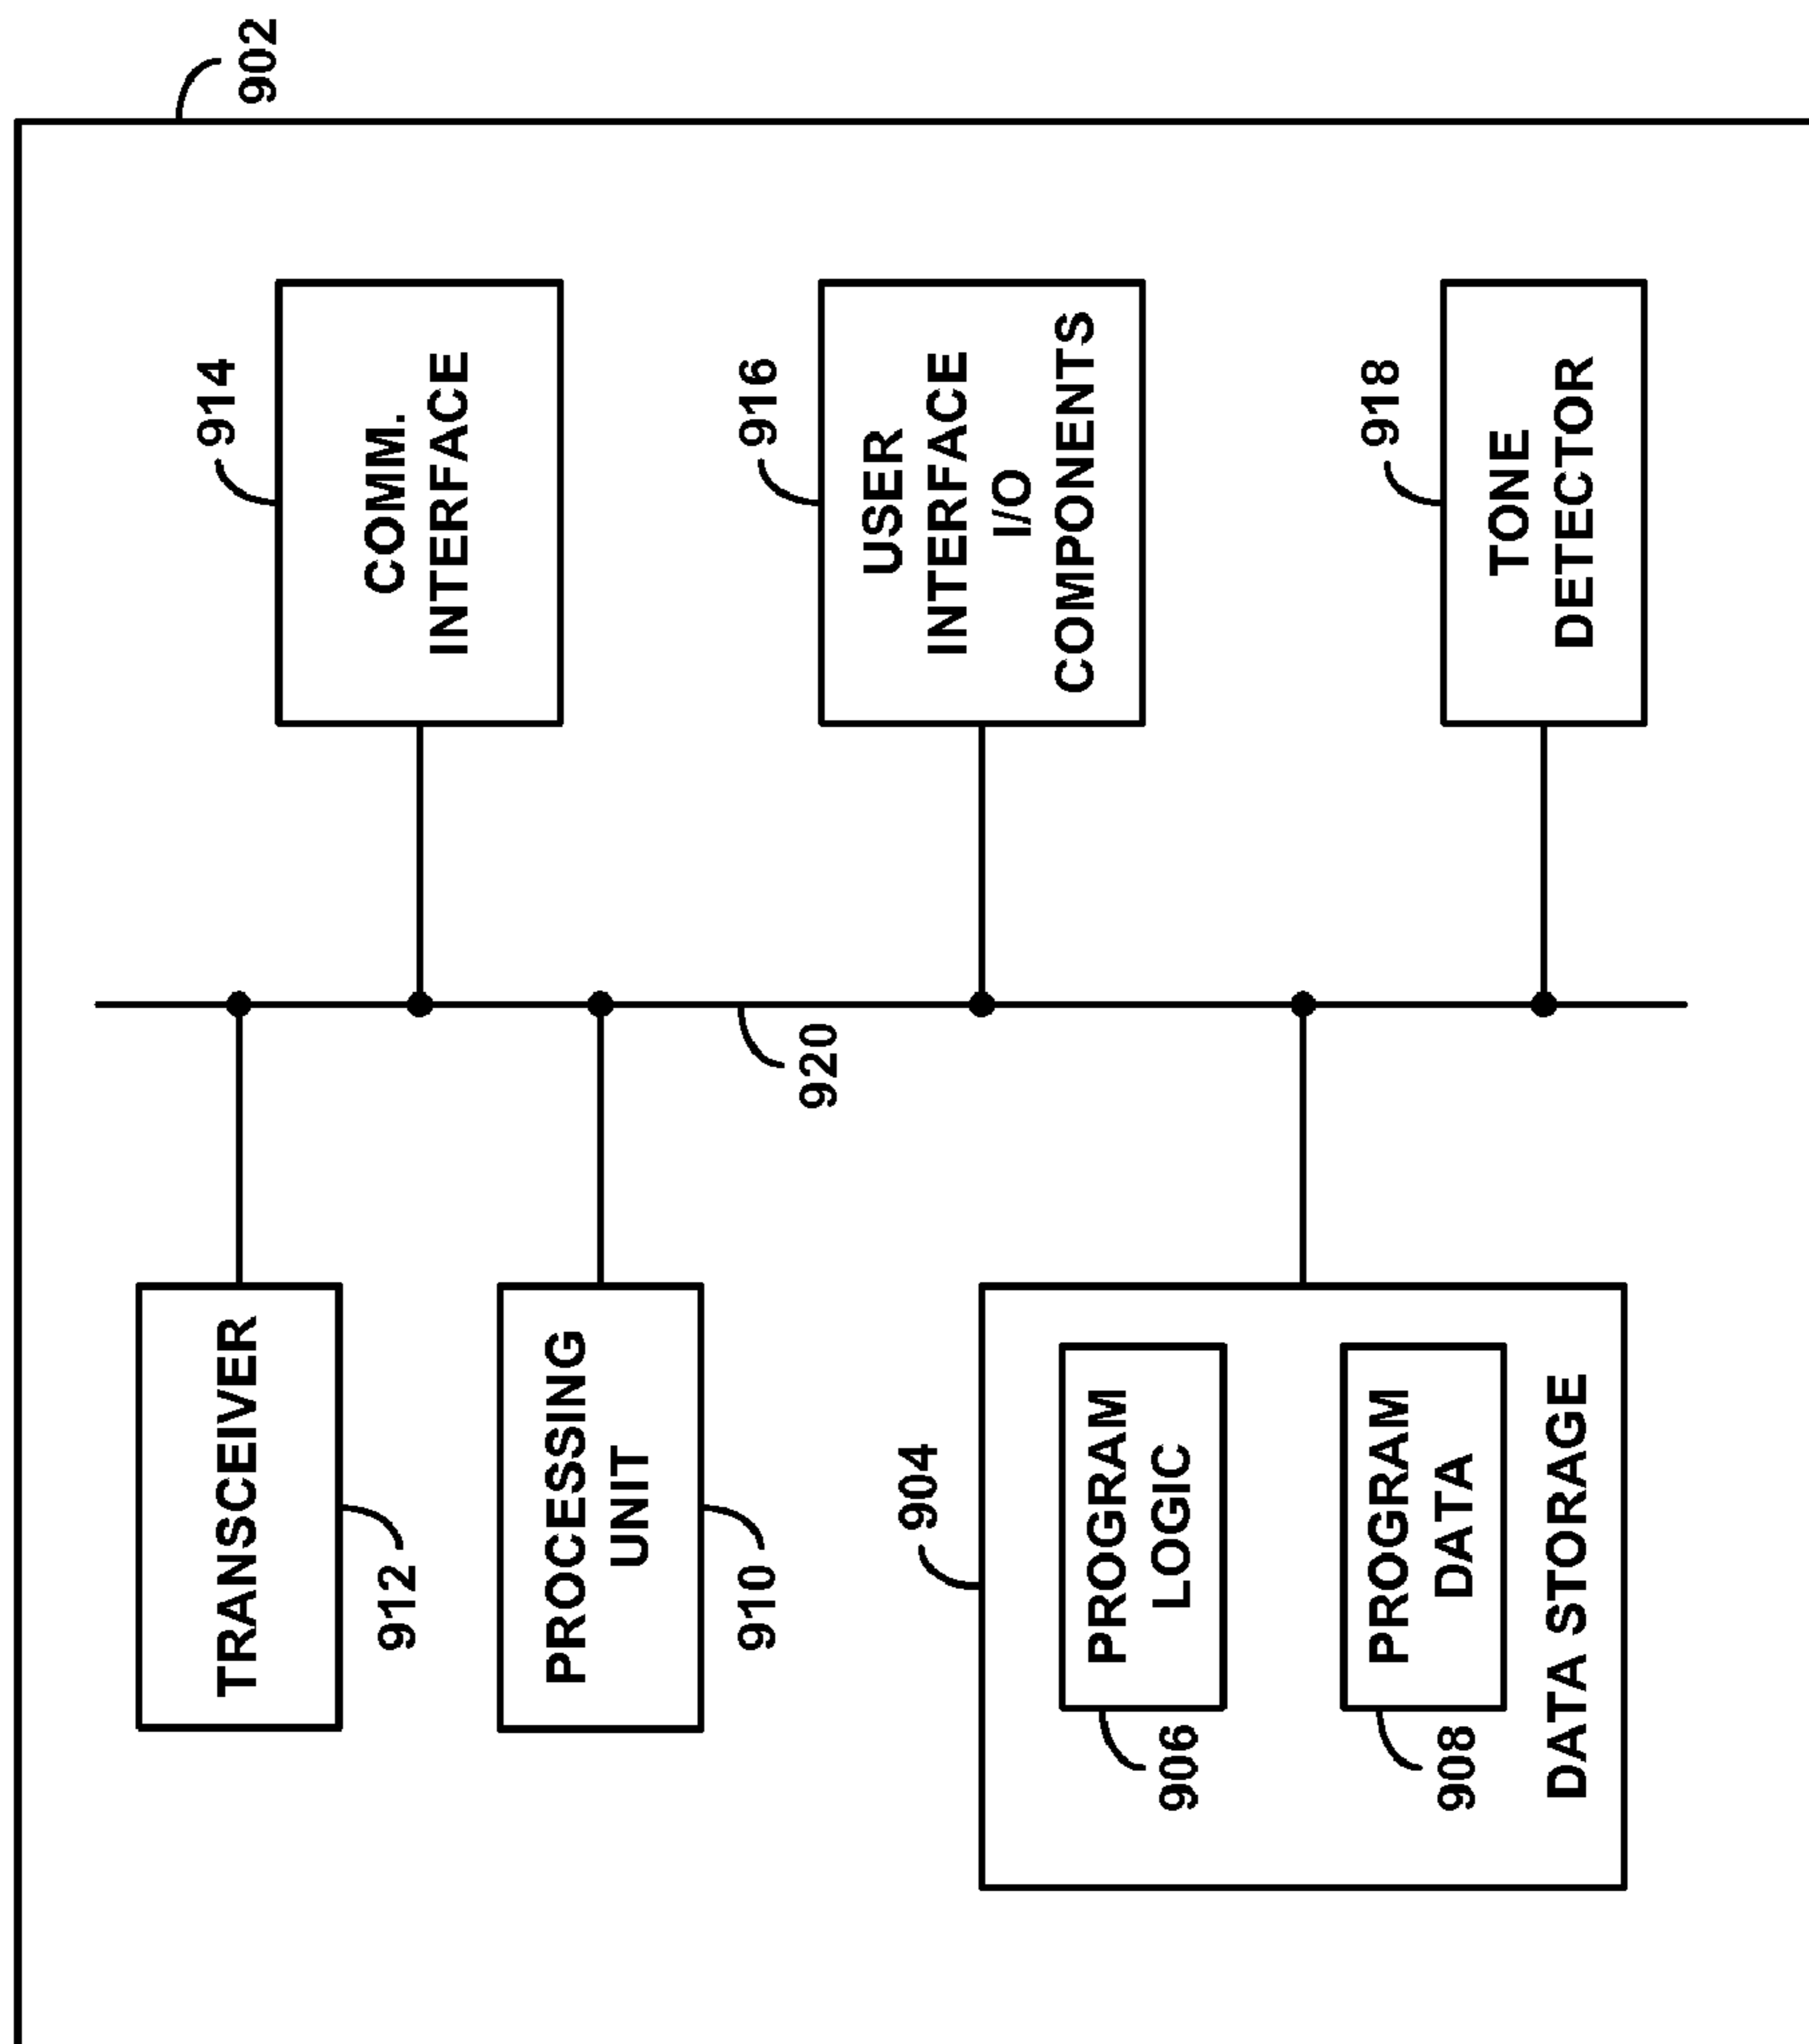 902
TRANSCEIVER
912
914
COMM.
INTERFACE
PROCESSING
UNIT
910
920
916
USER
INTERFACE
I/O
COMPONENTS
904
PROGRAM
LOGIC
906
PROGRAM
DATA
908
DATA STORAGE
918
TONE
DETECTOR